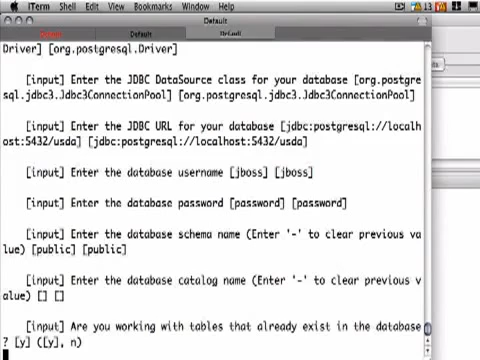 iTerm Shell Edit View Bookmarks Window Help
13
Default
Default
Default
Driver] [org.postgresql.Driver]
[input] Enter the JDBC DataSource class for your database [org.postgre
sql.jdbc3.Jdbc3ConnectionPool] [org.postgresql.jdbc3.Jdbc3ConnectionPool]
[input] Enter the JDBC URL for your database [jdbc:postgresql://localh
ost:5432/usda] [jdbc:postgresql://localhost:5432/usda]
[input] Enter the database username [jboss] [jboss]
[input] Enter the database password [password] [password]
[input] Enter the database schema name (Enter '-' to clear previous va
lue) [public] [public]
[input] Enter the database catalog name (Enter '-' to clear previous v
alue) [] []
[input] Are you working with tables that already exist in the database
? [y] ([y], n)